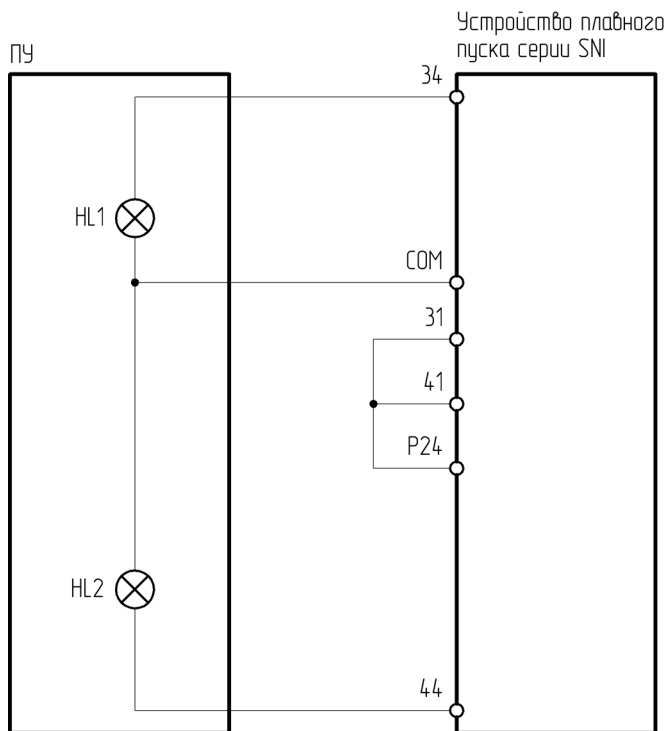 Устройство плавного
пуска серии SNI
ПУ
34
HL1
COM
31
41
P24
HL2
44